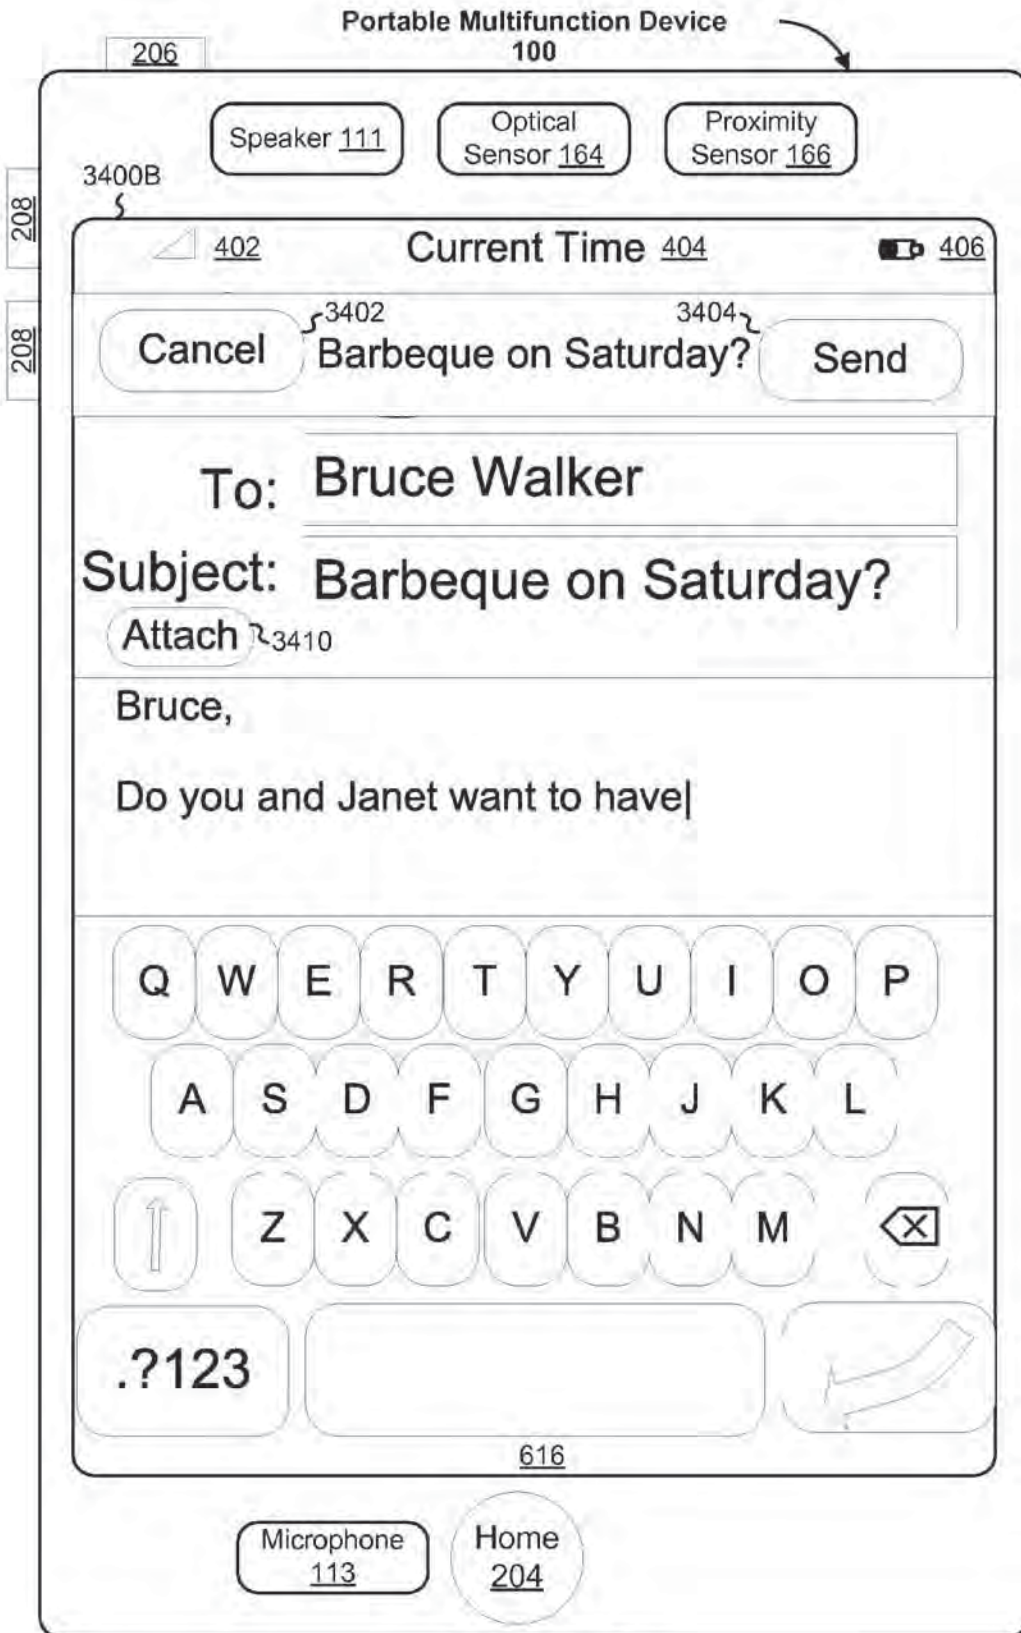 Portable Multifunction Device
100
206
Speaker 111
Optical
Sensor 164
Proximity
Sensor 166
3400B
208
208
402
Current Time 404
406
Cancel
3402
Barbeque on Saturday?
3404
Send
To:
Bruce Walker
Subject:
Barbeque on Saturday?
Attach
3410
Bruce,
Do you and Janet want to have
Q W E R T Y U I O P
A S D F G H J K L
Z X C V B N M
.?123
616
Microphone
113
Home
204